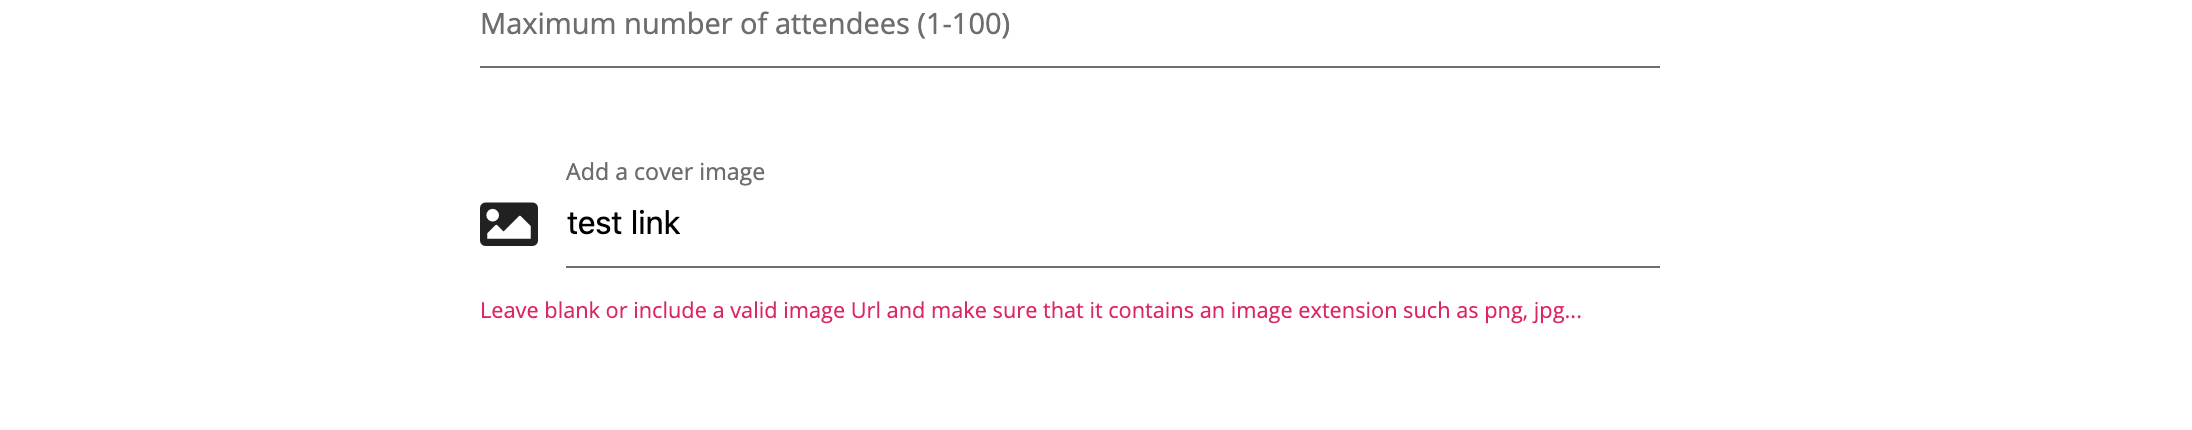 Maximum number of attendees (1-100)
Add a cover image
test link
Leave blank or include a valid image Url and make sure that it contains an image extension such as png, jpg...